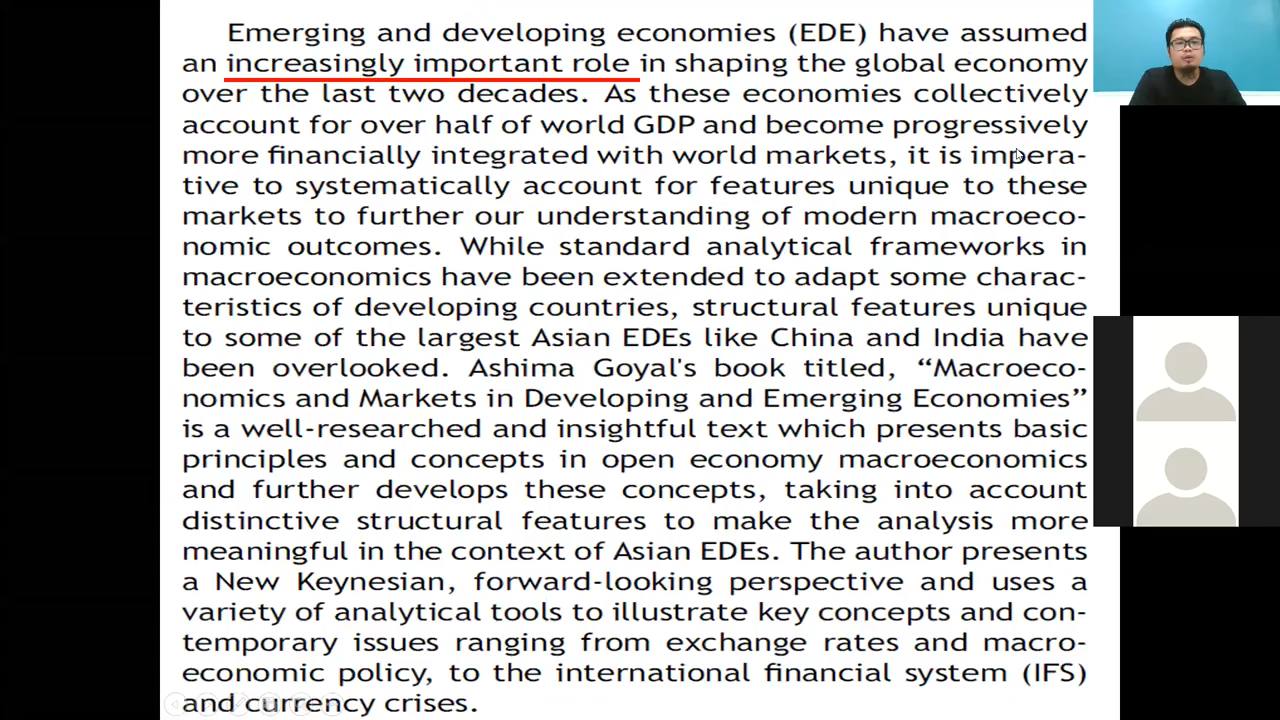 Emerging and developing economies (EDE) have assumed
an increasingly important role in shaping the global economy
over the last two decades. As these economies collectively
account for over half of world GDP and become progressively
more financially integrated with world markets, it is impera-
tive to systematically account for features unique to these
markets to further our understanding of modern macroeco-
nomic outcomes. While standard analytical frameworks in
macroeconomics have been extended to adapt some charac-
teristics of developing countries, structural features unique
to some of the largest Asian EDEs like China and India have
been overlooked. Ashima Goyal's book titled, “Macroeco-
nomics and Markets in Developing and Emerging Economies”
is a well-researched and insightful text which presents basic
principles and concepts in open economy macroeconomics
and further develops these concepts, taking into account
distinctive structural features to make the analysis more
meaningful in the context of Asian EDEs. The author presents
a New Keynesian, forward-looking perspective and uses a
variety of analytical tools to illustrate key concepts and con-
temporary issues ranging from exchange rates and macro-
economic policy, to the international financial system (IFS)
and currency crises.